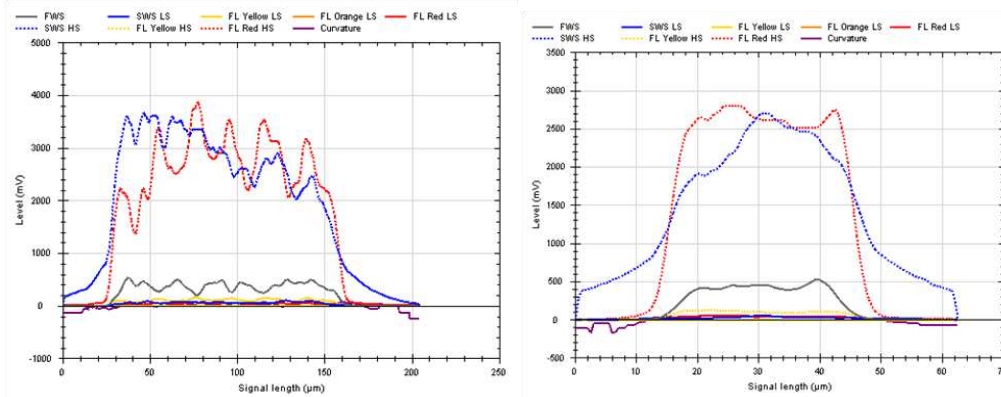 FWS SWS LS FL Yellow LS FL Orange LS FL Red LS
SWS HS FL Yellow HS FL Red HS Curvature
5000
4000
3000
2000
1000
0
-1000
Level (mV)
0 50 100 150 200 250
Signal length (µm)
FWS SWS LS FL Yellow LS FL Orange LS FL Red LS
SWS HS FL Yellow HS FL Red HS Curvature
3500
3000
2500
2000
1500
1000
500
0
-500
Level (mV)
0 10 20 30 40 50 60 70
Signal length (µm)